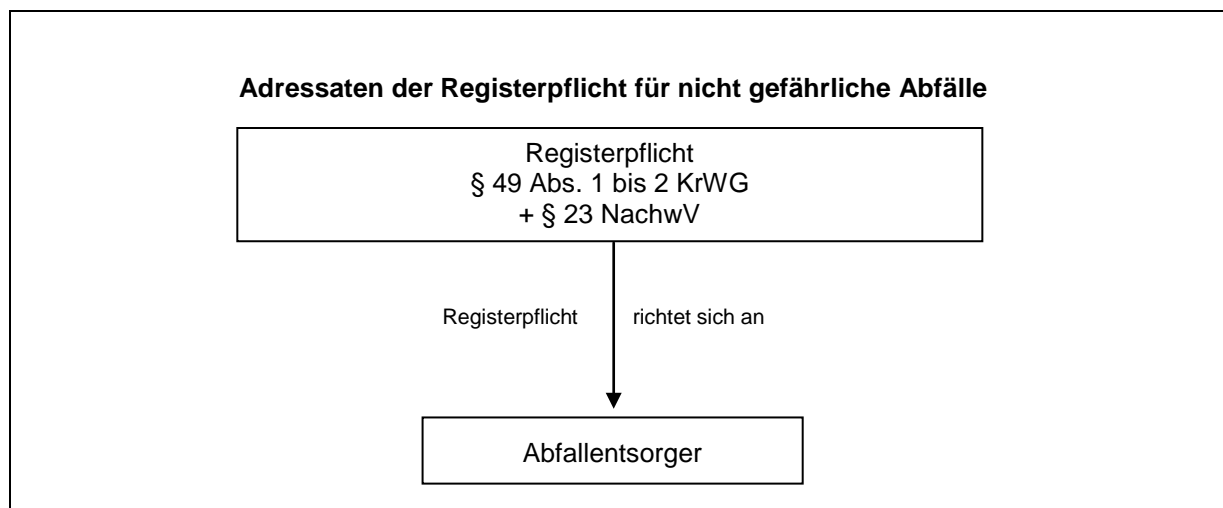 Adressaten der Registerpflicht für nicht gefährliche Abfälle
Registerpflicht
§ 49 Abs. 1 bis 2 KrWG
+ § 23 NachwV
Registerpflicht richtet sich an
Abfallentsorger